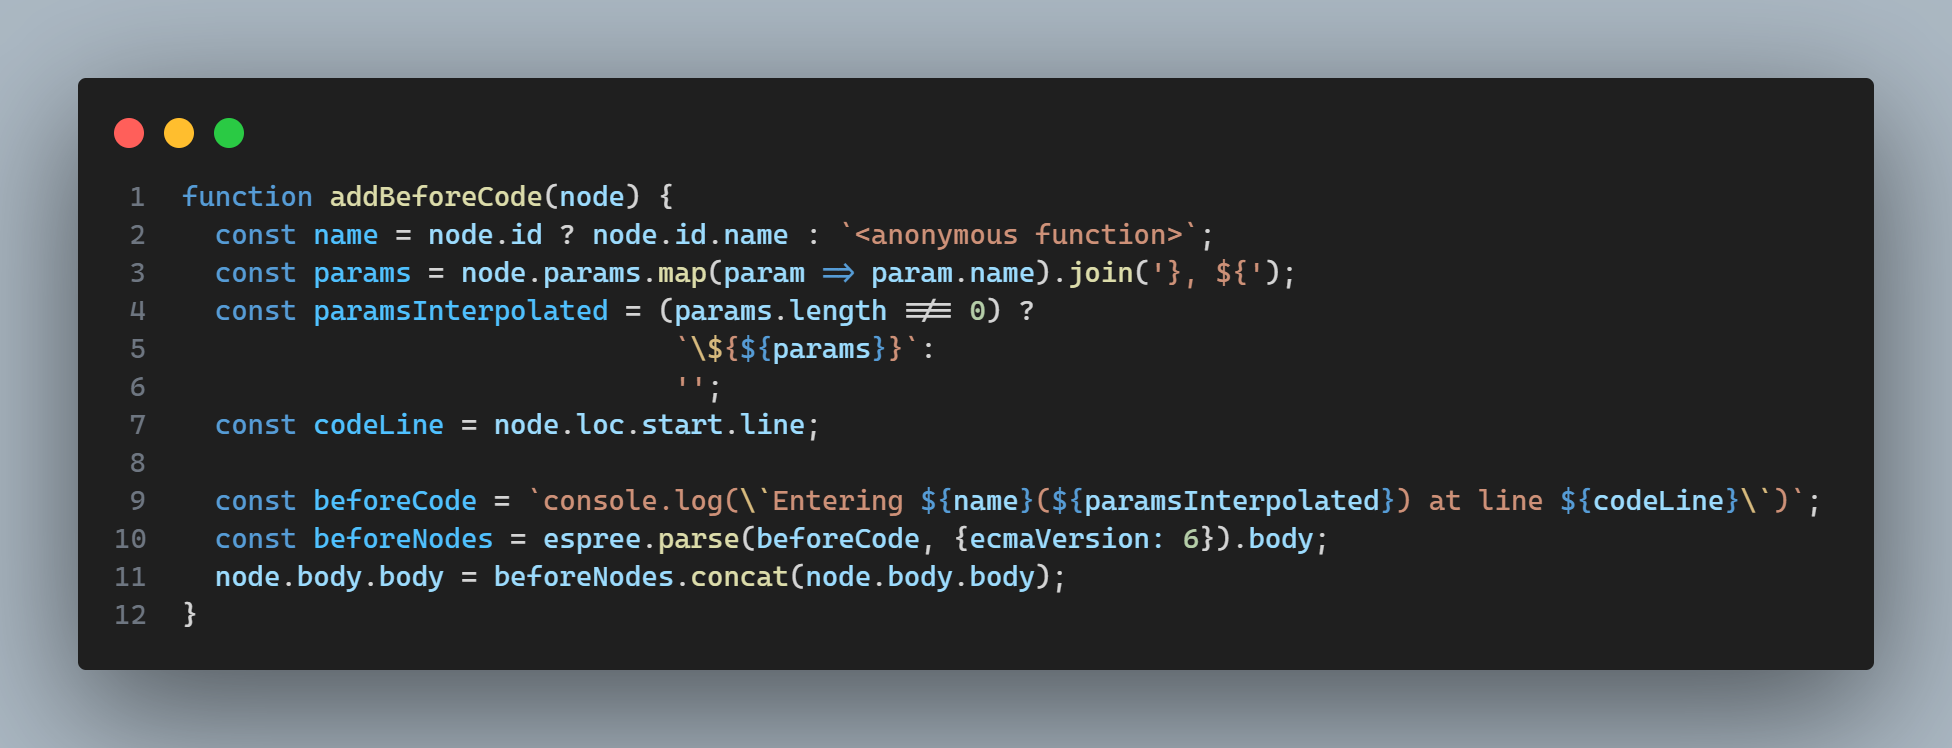 1 function addBeforeCode(node) {
2   const name = node.id ? node.id.name : `<anonymous function>`;
3   const params = node.params.map(param => param.name).join('}, ${');
4   const paramsInterpolated = (params.length !== 0) ?
5                               `\${${params}}`:
6                               '';
7   const codeLine = node.loc.start.line;
8
9   const beforeCode = `console.log(\`Entering ${name}(${paramsInterpolated}) at line ${codeLine}\`)`;
10   const beforeNodes = espree.parse(beforeCode, {ecmaVersion: 6}).body;
11   node.body.body = beforeNodes.concat(node.body.body);
12 }